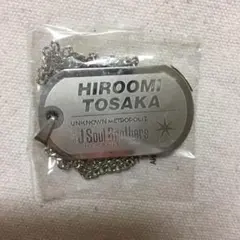 HIROOMI
TOSAKA
UNKNOWN METROPOLIS
J Soul Brothers